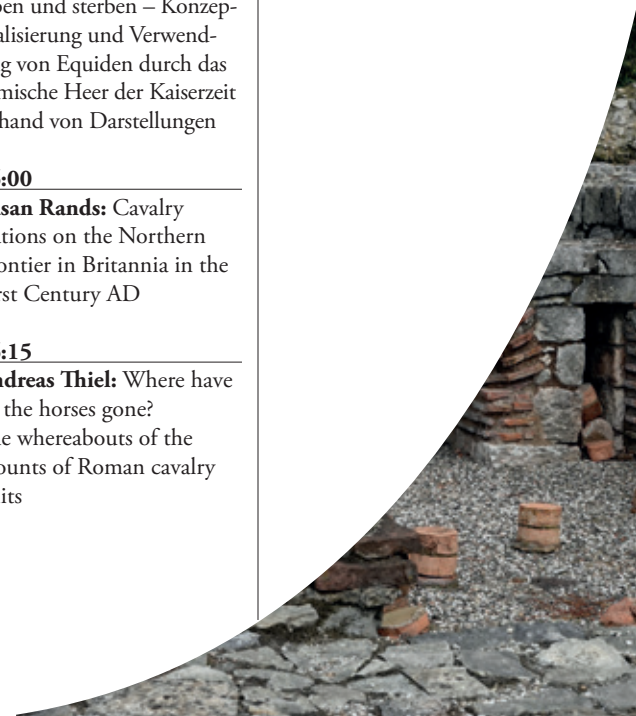 ben und sterben – Konzep-
alisierung und Verwend-
g von Equiden durch das
mische Heer der Kaiserzeit
hand von Darstellungen
:00
san Rands: Cavalry
tions on the Northern
ontier in Britannia in the
rst Century AD
:15
ndreas Thiel: Where have
the horses gone?
e whereabouts of the
ounts of Roman cavalry
its